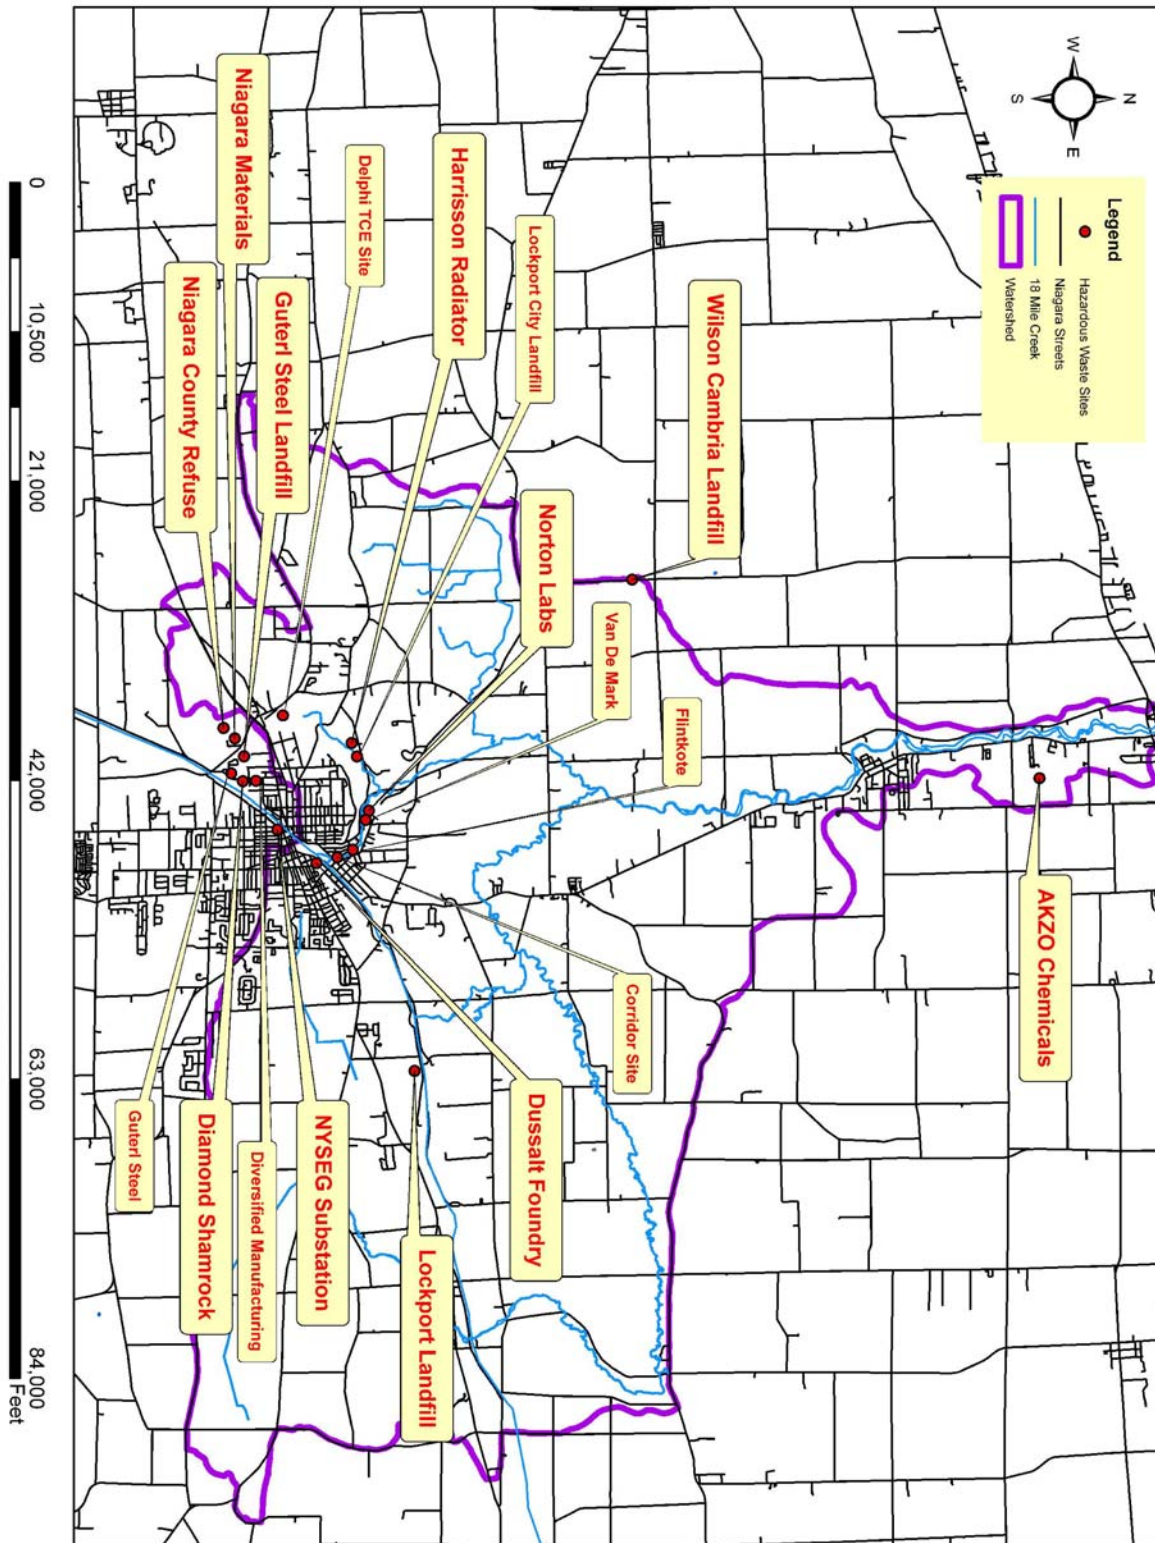 N
W
E
S
Legend
Hazardous Waste Sites
Niagara Streets
18 Mile Creek
Watershed
AKZO Chemicals
Wilson Cambria Landfill
Flintkote
Van De Mark
Corridor Site
Norton Labs
Lockport City Landfill
Dussalt Foundry
Harrisson Radiator
Lockport Landfill
Delphi TCE Site
NYSEG Substation
Guterl Steel Landfill
Diversified Manufacturing
Niagara Materials
Diamond Shamrock
Niagara County Refuse
Guterl Steel
0
10,500
21,000
42,000
63,000
84,000
Feet